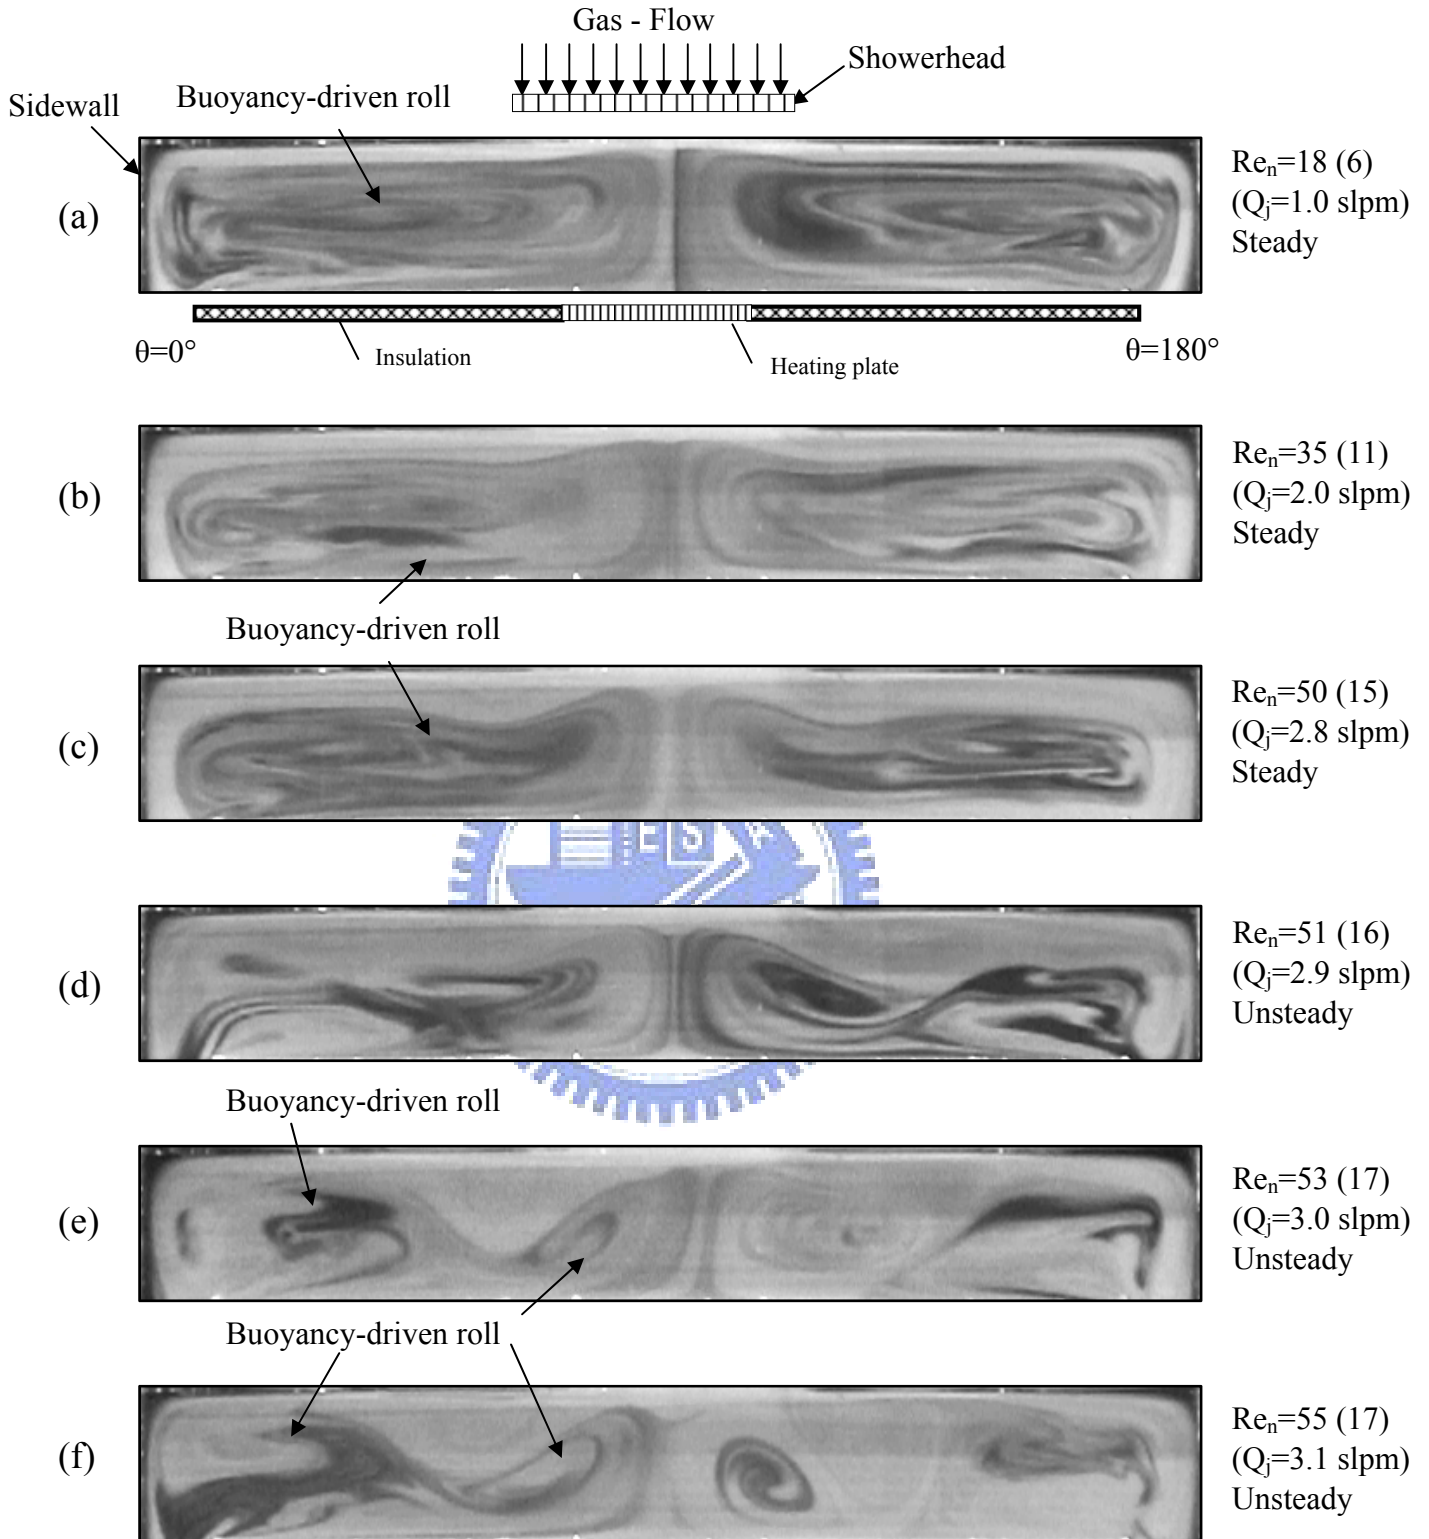 Gas - Flow
Showerhead
Sidewall
Buoyancy-driven roll
(a)
Reₙ=18 (6)
(Qⱼ=1.0 slpm)
Steady
θ=0°
Insulation
Heating plate
θ=180°
(b)
Reₙ=35 (11)
(Qⱼ=2.0 slpm)
Steady
Buoyancy-driven roll
(c)
Reₙ=50 (15)
(Qⱼ=2.8 slpm)
Steady
E S A
(d)
Reₙ=51 (16)
(Qⱼ=2.9 slpm)
Unsteady
Buoyancy-driven roll
(e)
Reₙ=53 (17)
(Qⱼ=3.0 slpm)
Unsteady
Buoyancy-driven roll
(f)
Reₙ=55 (17)
(Qⱼ=3.1 slpm)
Unsteady